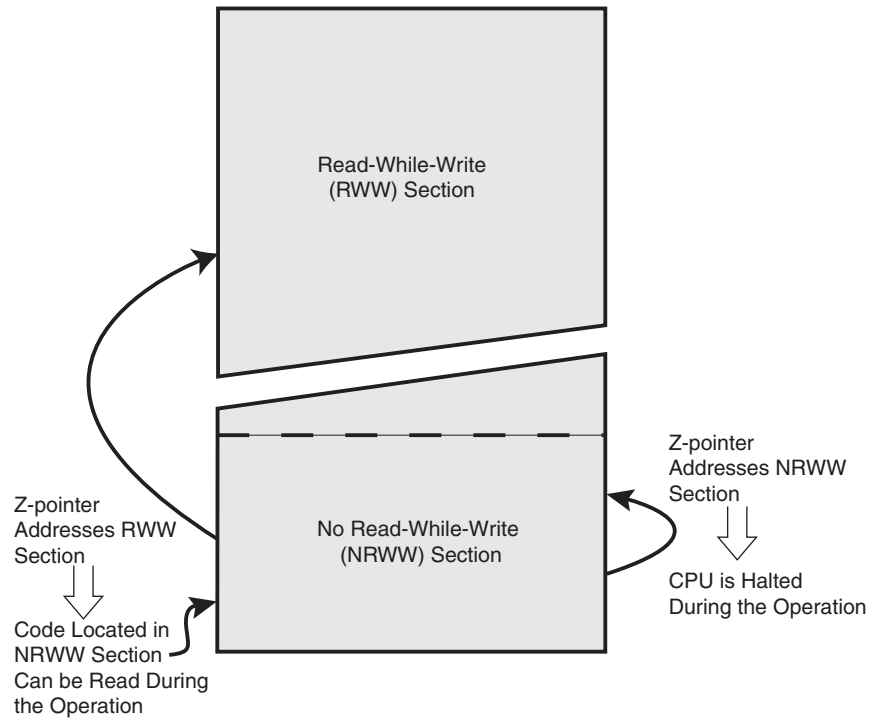 Read-While-Write
(RWW) Section
Z-pointer
Addresses NRWW
Section
No Read-While-Write
(NRWW) Section
CPU is Halted
During the Operation
Z-pointer
Addresses RWW
Section
Code Located in
NRWW Section
Can be Read During
the Operation